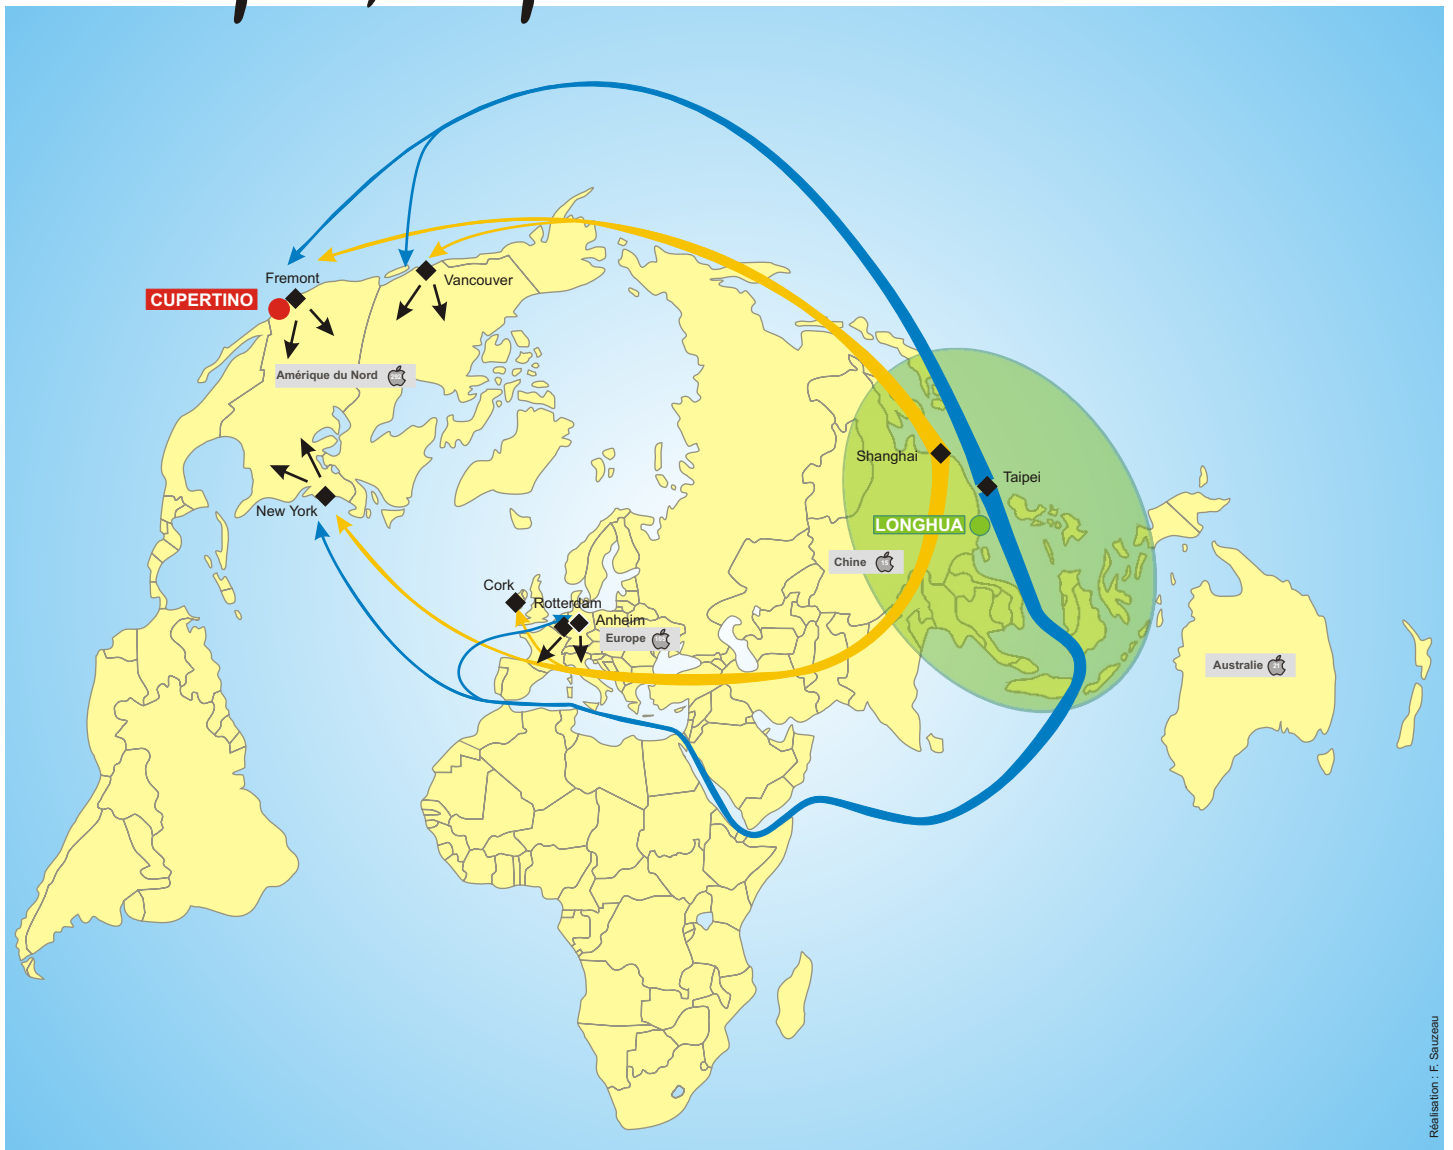 Fremont
Vancouver
CUPERTINO
Amérique du Nord
New York
Shanghai
Taipei
LONGHUA
Chine
Cork
Rotterdam
Anheim
Europe
Australie 21
Réalisation : F. Sauzeau